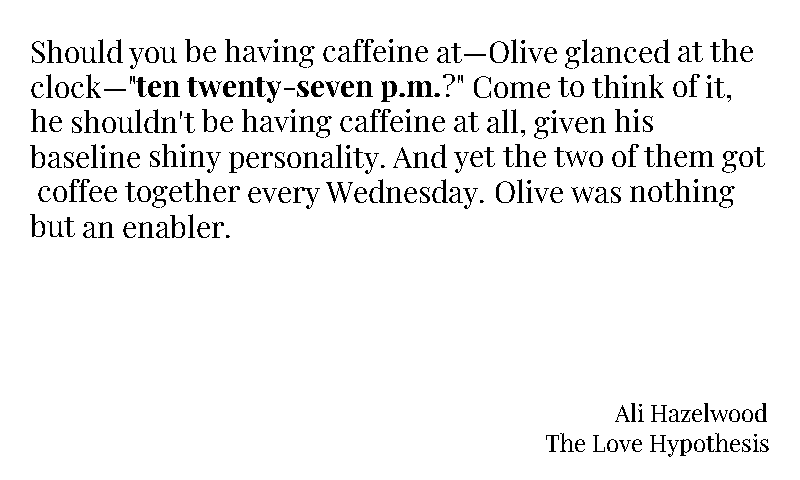 Should you be having caffeine at—Olive glanced at the
clock—"ten twenty-seven p.m.?" Come to think of it,
he shouldn't be having caffeine at all, given his
baseline shiny personality. And yet the two of them got
coffee together every Wednesday. Olive was nothing
but an enabler.
Ali Hazelwood
The Love Hypothesis